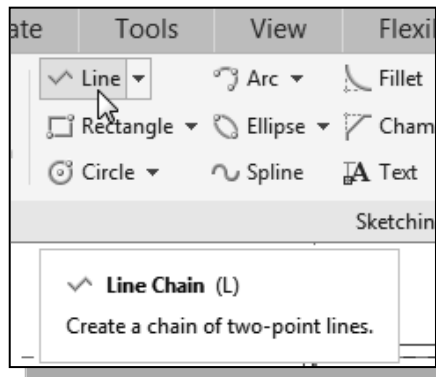 ate Tools View Flexil
Line Arc Fillet
Rectangle Ellipse Cham
Circle Spline A Text
Sketchin
Line Chain (L)
Create a chain of two-point lines.